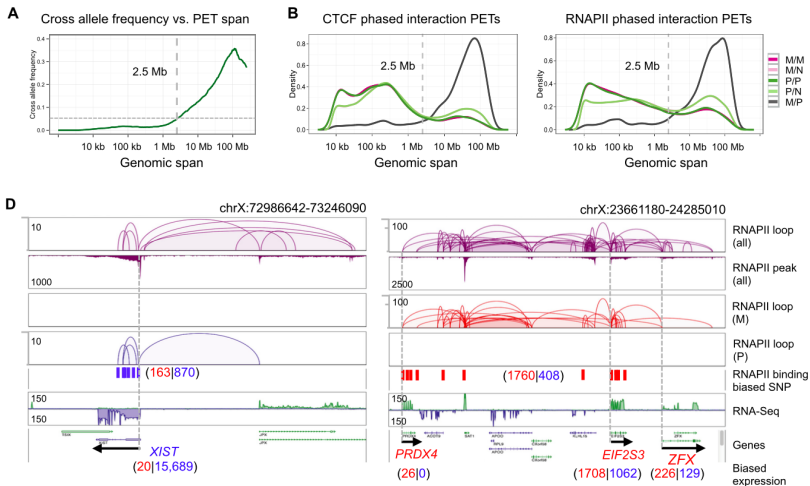 A
Cross allele frequency vs. PET span
Cross allele frequency
0.4
0.3
0.2
0.1
0.0
2.5 Mb
10 kb 100 kb 1 Mb 10 Mb 100 Mb
Genomic span
B
CTCF phased interaction PETs
Density
0.8
0.6
0.4
0.2
0.0
2.5 Mb
10 kb 100 kb 1 Mb 10 Mb 100 Mb
Genomic span
RNAPII phased interaction PETs
Density
0.8
0.6
0.4
0.2
0.0
2.5 Mb
10 kb 100 kb 1 Mb 10 Mb 100 Mb
Genomic span
M/M
M/N
P/P
P/N
M/P
D
chrX:72986642-73246090
10
1000
10
(163|870)
150
150
XIST
(20|15,689)
chrX:23661180-24285010
100
2500
100
(1760|408)
150
150
PRDX4
EIF2S3
ZFX
(26|0)
(1708|1062)
(226|129)
RNAPII loop
(all)
RNAPII peak
(all)
RNAPII loop
(M)
RNAPII loop
(P)
RNAPII binding
biased SNP
RNA-Seq
Genes
Biased
expression